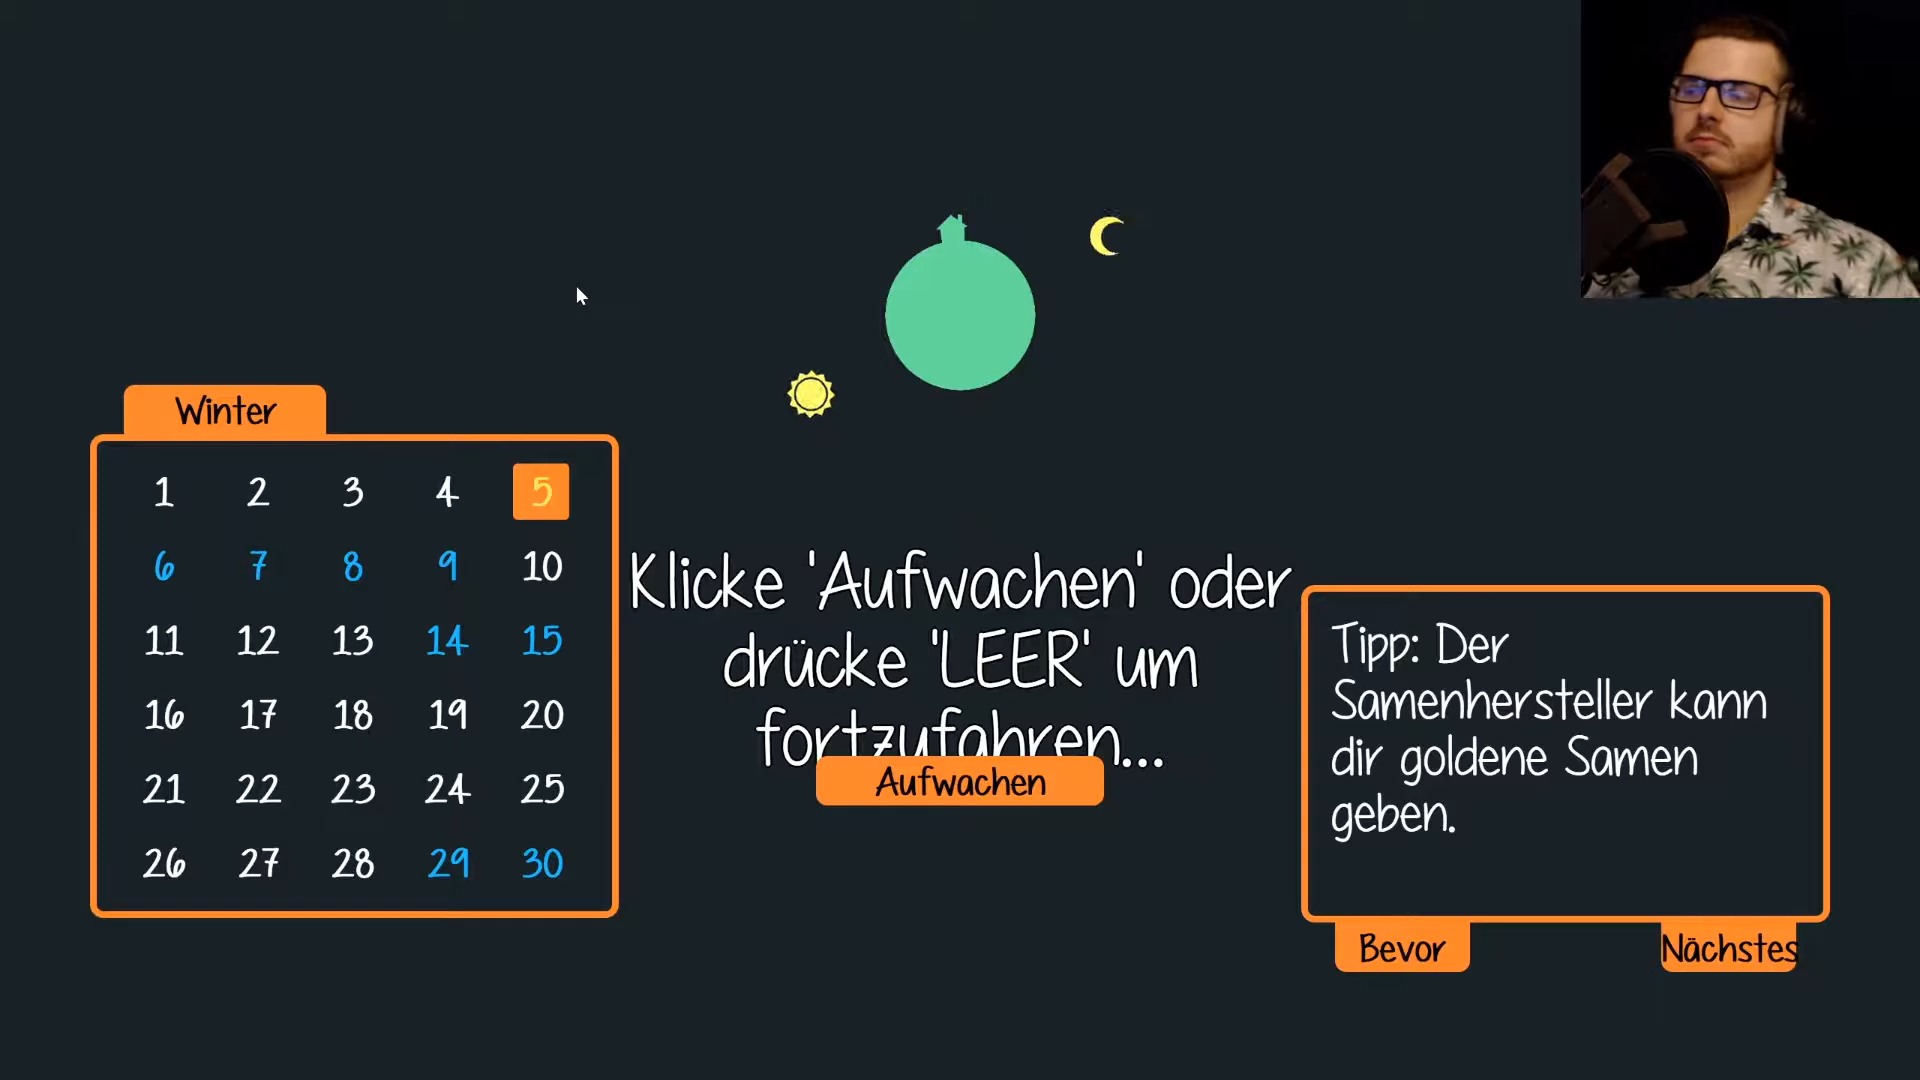 Winter
1 2 3 4 5
6 7 8 9 10
11 12 13 14 15
16 17 18 19 20
21 22 23 24 25
26 27 28 29 30
Klicke 'Aufwachen' oder
drücke 'LEER' um
fortzufahren...
Aufwachen
Tipp: Der
Samenhersteller kann
dir goldene Samen
geben.
Bevor
Nächstes